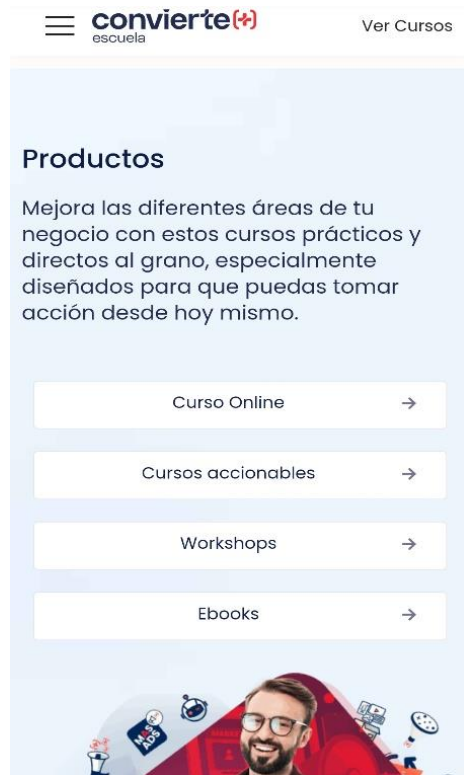 convierte(+)
escuela
Ver Cursos
Productos
Mejora las diferentes áreas de tu
negocio con estos cursos prácticos y
directos al grano, especialmente
diseñados para que puedas tomar
acción desde hoy mismo.
Curso Online →
Cursos accionables →
Workshops →
Ebooks →
ADS